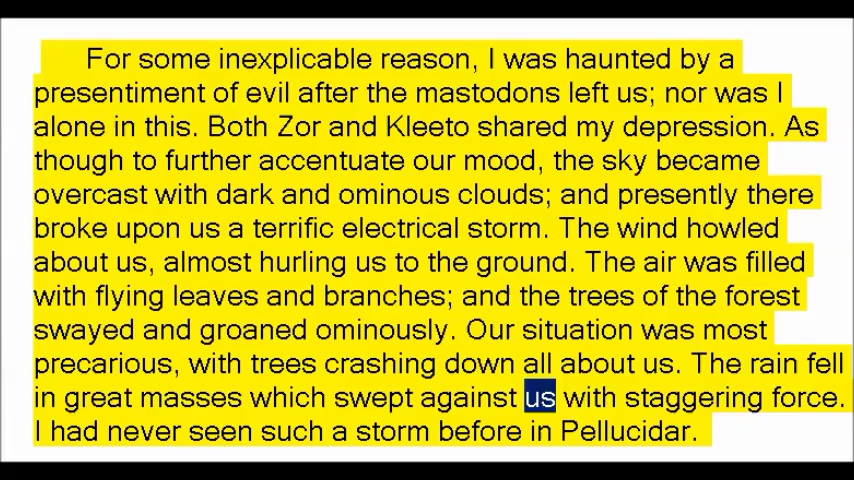 For some inexplicable reason, I was haunted by a
presentiment of evil after the mastodons left us; nor was I
alone in this. Both Zor and Kleeto shared my depression. As
though to further accentuate our mood, the sky became
overcast with dark and ominous clouds; and presently there
broke upon us a terrific electrical storm. The wind howled
about us, almost hurling us to the ground. The air was filled
with flying leaves and branches; and the trees of the forest
swayed and groaned ominously. Our situation was most
precarious, with trees crashing down all about us. The rain fell
in great masses which swept against us with staggering force.
I had never seen such a storm before in Pellucidar.